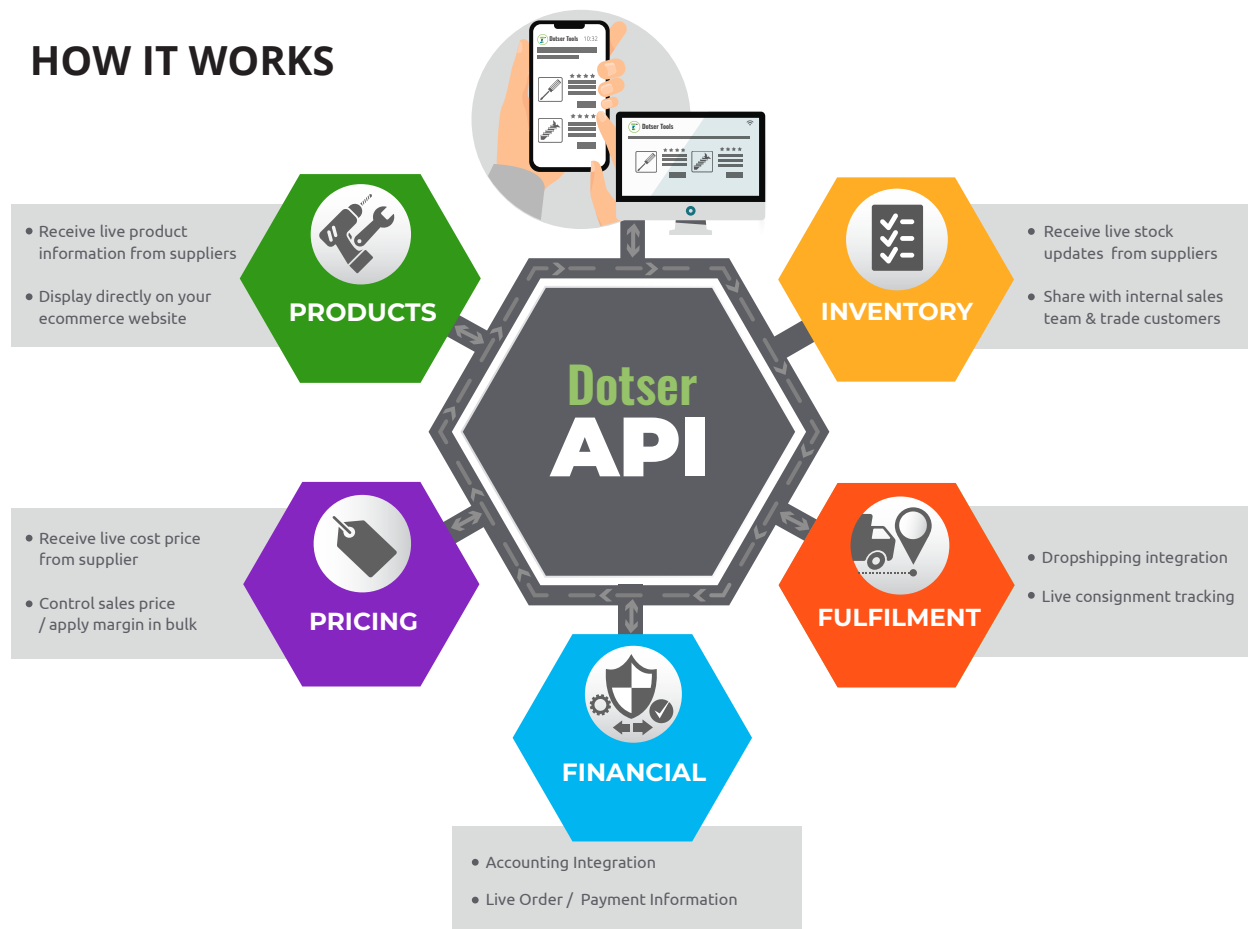 HOW IT WORKS
Dotser Tools 10:32
Dotser Tools
Receive live product
information from suppliers
Display directly on your
ecommerce website
PRODUCTS
INVENTORY
Receive live stock
updates from suppliers
Share with internal sales
team & trade customers
Dotser
API
Receive live cost price
from supplier
Control sales price
/ apply margin in bulk
PRICING
FULFILMENT
Dropshipping integration
Live consignment tracking
FINANCIAL
Accounting Integration
Live Order / Payment Information